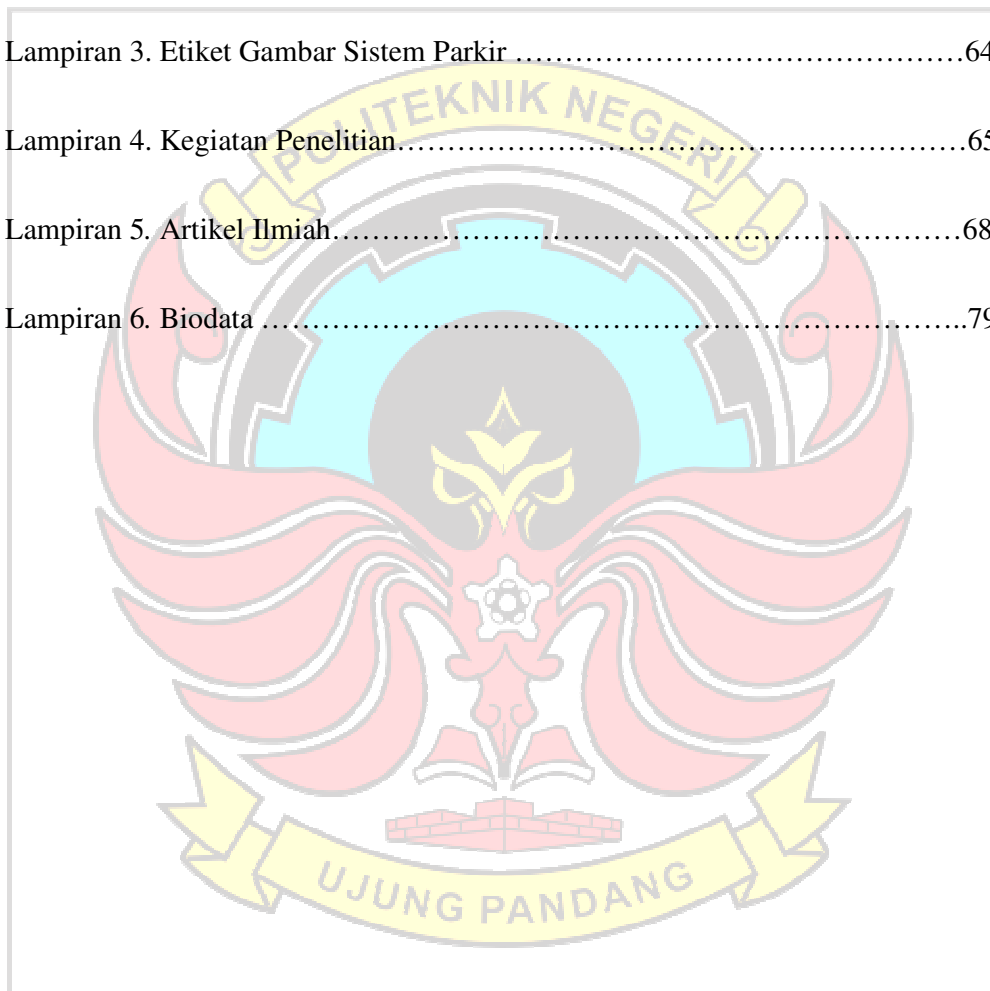 Lampiran 3. Etiket Gambar Sistem Parkir ………………………………………64
POLITEKNIK NEGERI
Lampiran 4. Kegiatan Penelitian…………………………………………………65
Lampiran 5. Artikel Ilmiah………………………………………………………68
Lampiran 6. Biodata ……………………………………………………………..79
UJUNG PANDANG